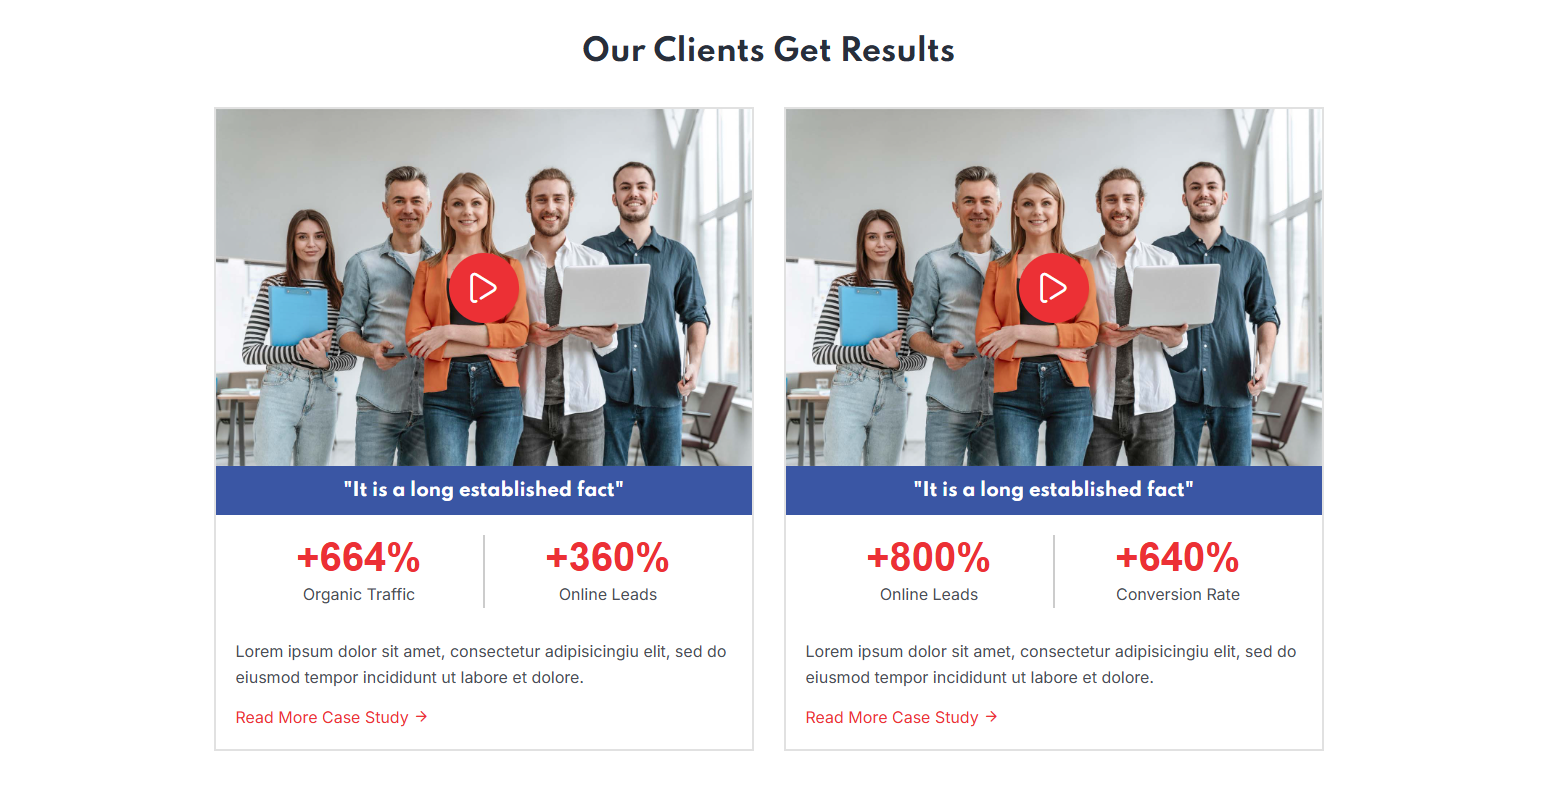 Our Clients Get Results
"It is a long established fact"
+664%
Organic Traffic
+360%
Online Leads
Lorem ipsum dolor sit amet, consectetur adipisicingiu elit, sed do
eiusmod tempor incididunt ut labore et dolore.
Read More Case Study →
"It is a long established fact"
+800%
Online Leads
+640%
Conversion Rate
Lorem ipsum dolor sit amet, consectetur adipisicingiu elit, sed do
eiusmod tempor incididunt ut labore et dolore.
Read More Case Study →